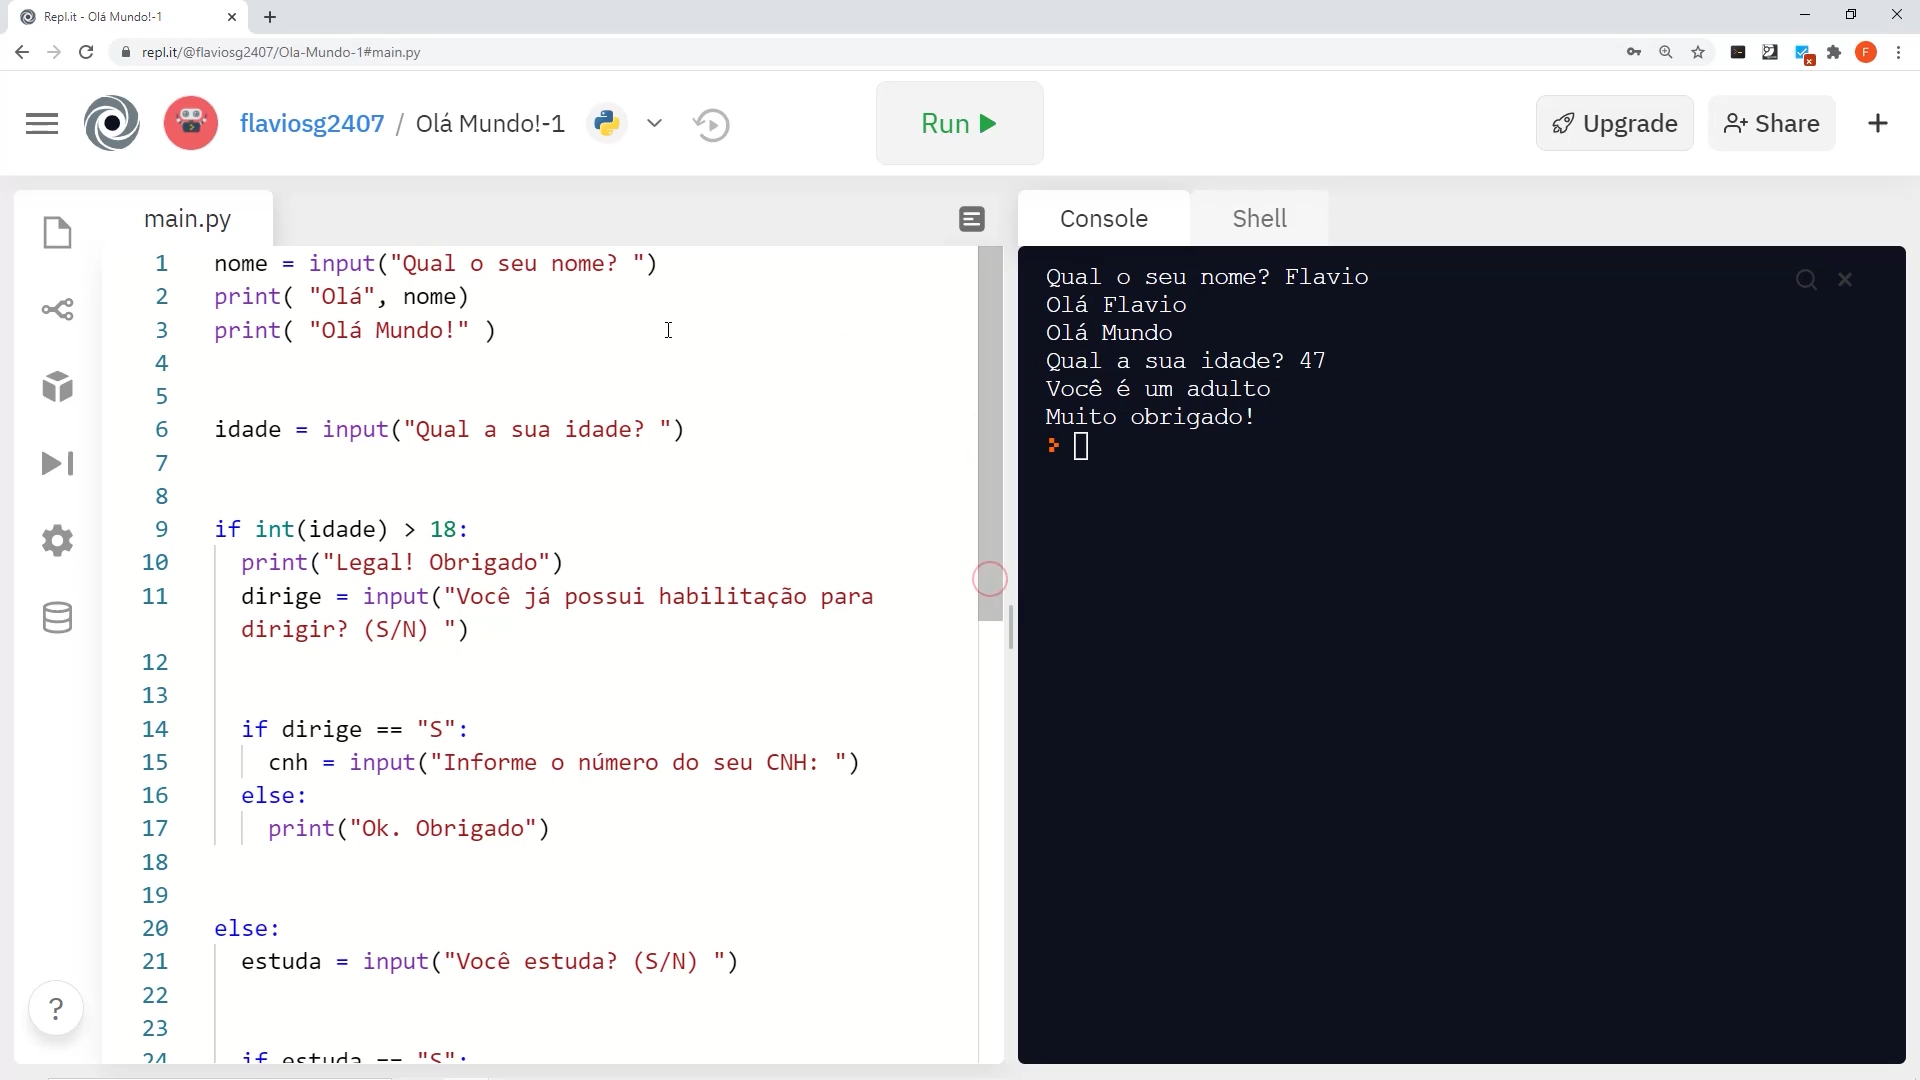 Repl.it - Olá Mundo!-1
repl.it/@flaviosg2407/Ola-Mundo-1#main.py
F
flaviosg2407 / Olá Mundo!-1
Run
Upgrade
Share
main.py
1 nome = input("Qual o seu nome? ")
2 print( "Olá", nome)
3 print( "Olá Mundo!" )
4
5
6 idade = input("Qual a sua idade? ")
7
8
9 if int(idade) > 18:
10 print("Legal! Obrigado")
11 dirige = input("Você já possui habilitação para
dirigir? (S/N) ")
12
13
14 if dirige == "S":
15 cnh = input("Informe o número do seu CNH: ")
16 else:
17 print("Ok. Obrigado")
18
19
20 else:
21 estuda = input("Você estuda? (S/N) ")
22
23
24 if estuda == "S":
?
Console
Shell
Qual o seu nome? Flavio
Olá Flavio
Olá Mundo
Qual a sua idade? 47
Você é um adulto
Muito obrigado!